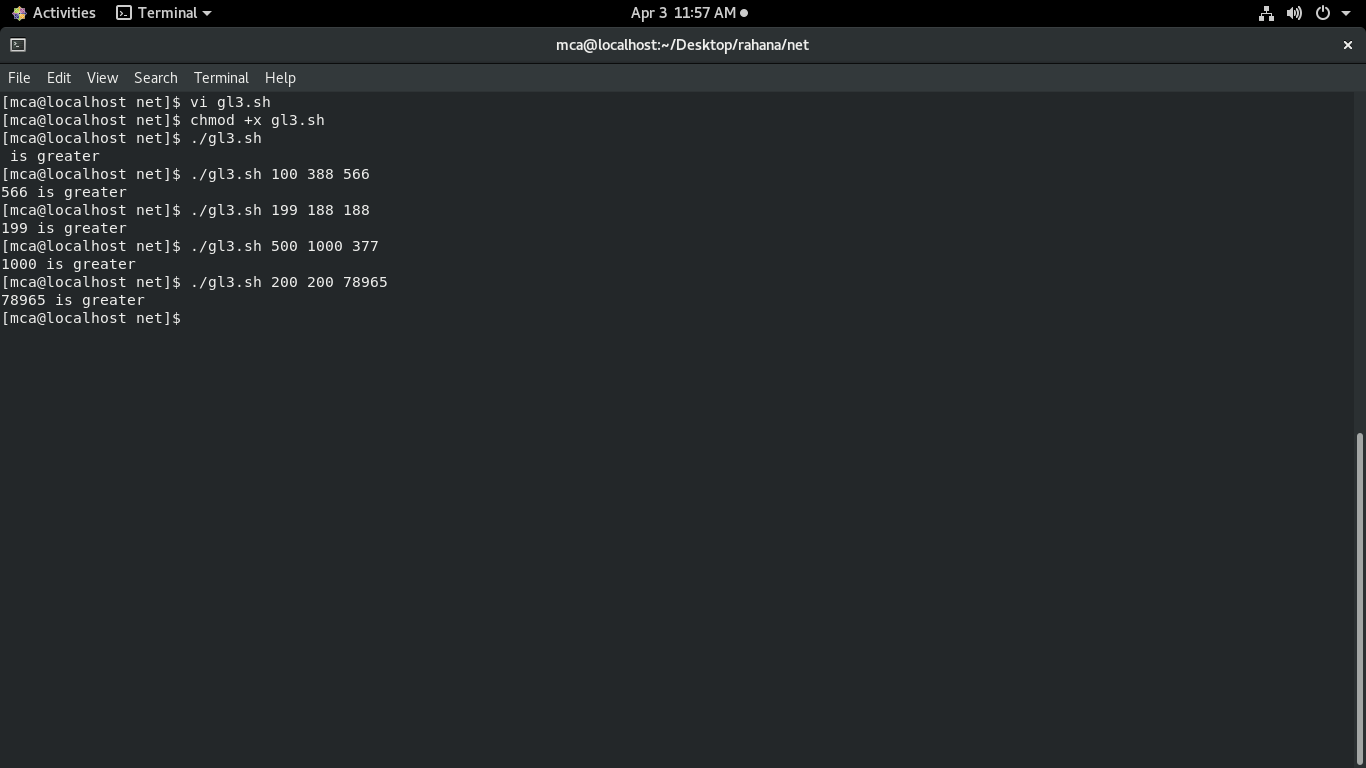 Activities Terminal Apr 3 11:57 AM
mca@localhost:~/Desktop/rahana/net
File Edit View Search Terminal Help
[mca@localhost net]$ vi gl3.sh
[mca@localhost net]$ chmod +x gl3.sh
[mca@localhost net]$ ./gl3.sh
 is greater
[mca@localhost net]$ ./gl3.sh 100 388 566
566 is greater
[mca@localhost net]$ ./gl3.sh 199 188 188
199 is greater
[mca@localhost net]$ ./gl3.sh 500 1000 377
1000 is greater
[mca@localhost net]$ ./gl3.sh 200 200 78965
78965 is greater
[mca@localhost net]$